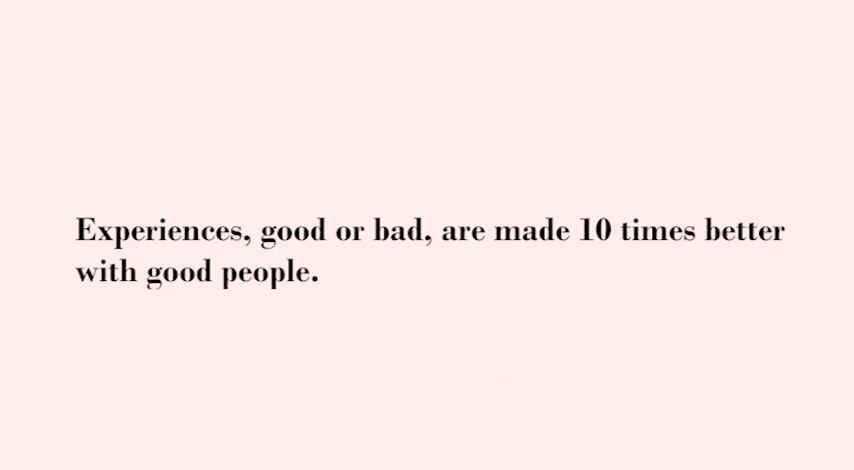 Experiences, good or bad, are made 10 times better
with good people.